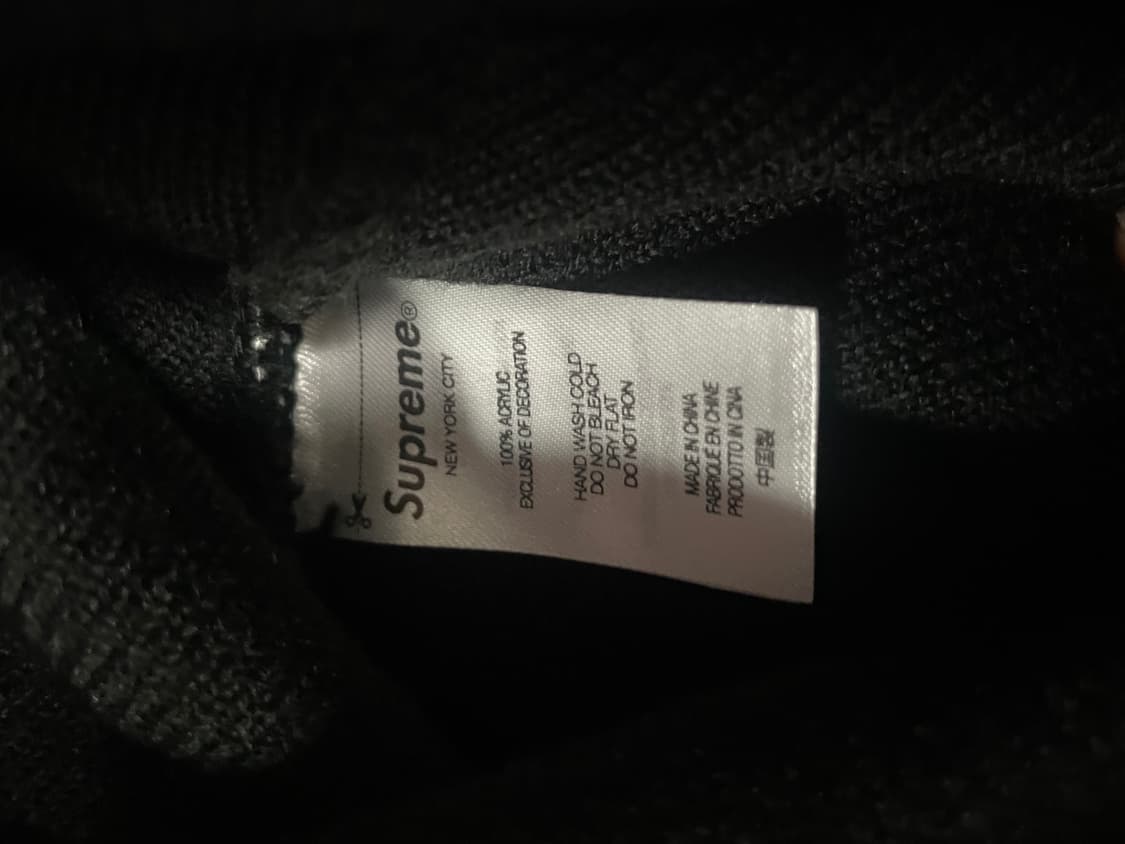 Supreme®
NEW YORK CITY
100% ACRYLIC
EXCLUSIVE OF DECORATION
HAND WASH COLD
DO NOT BLEACH
DRY FLAT
DO NOT IRON
MADE IN CHINA
FABRIQUÉ EN CHINE
PRODOTTO IN CINA
中国製